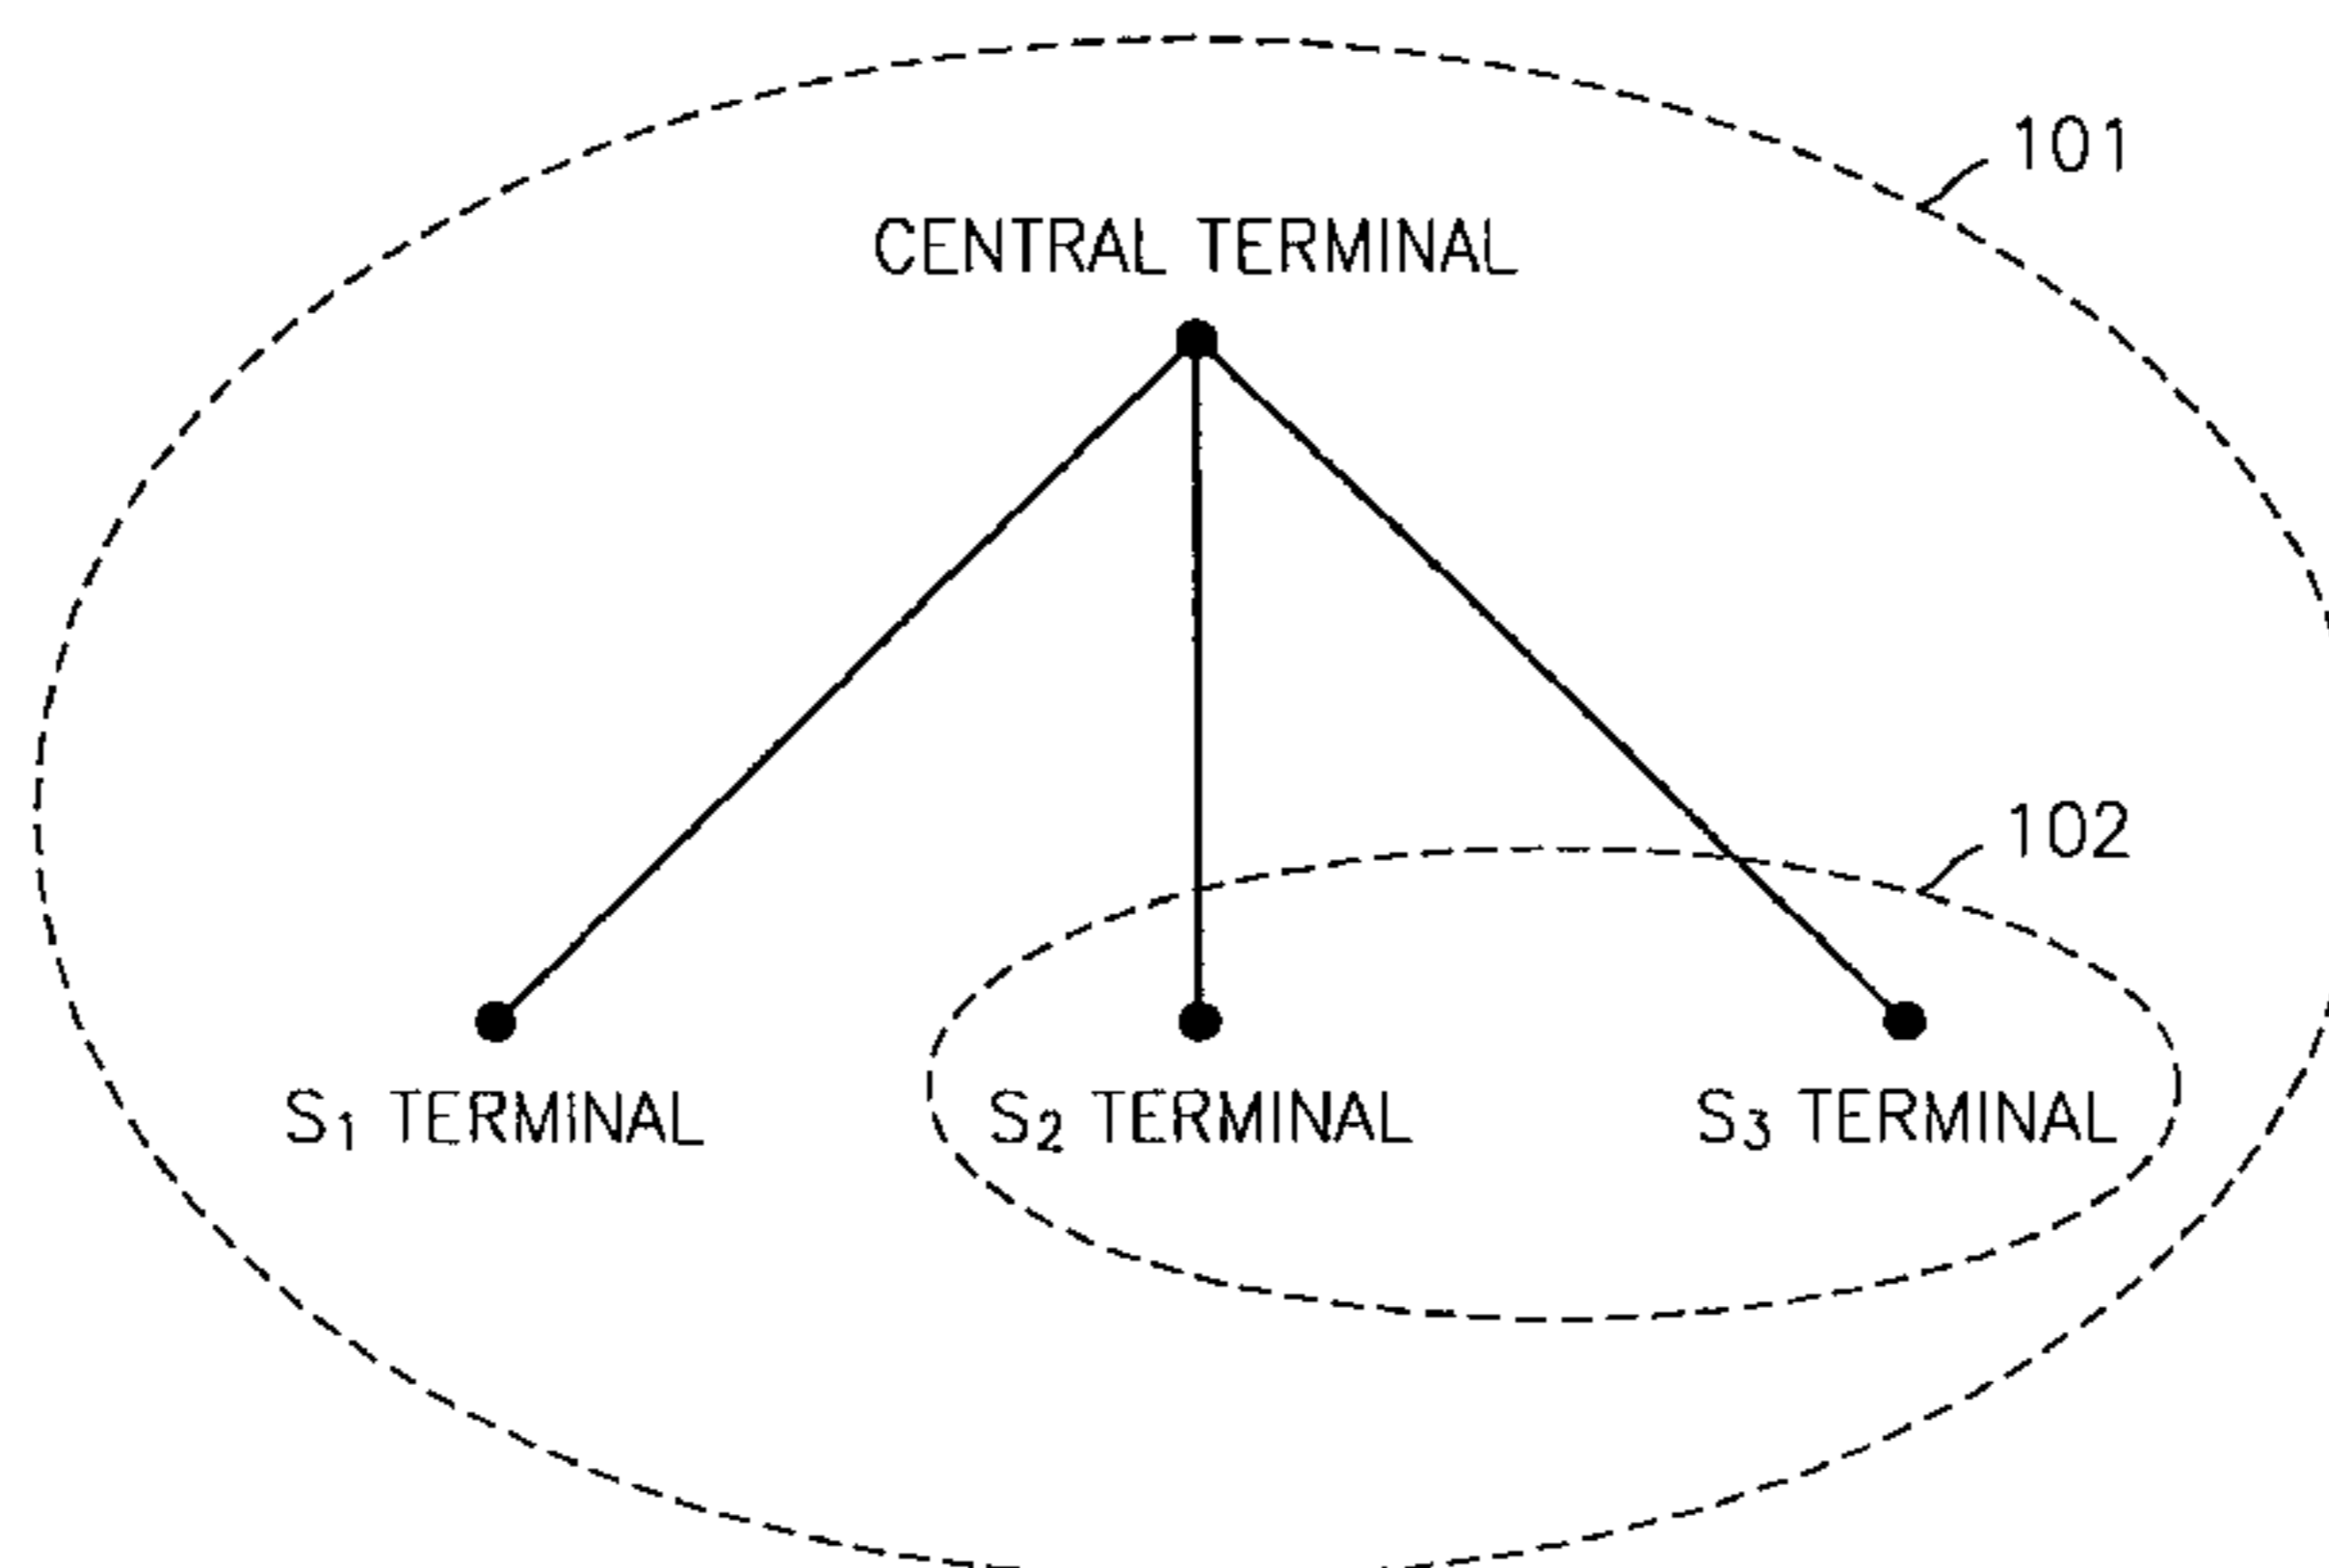 101
CENTRAL TERMINAL
102
S₁ TERMINAL
S₂ TERMINAL
S₃ TERMINAL